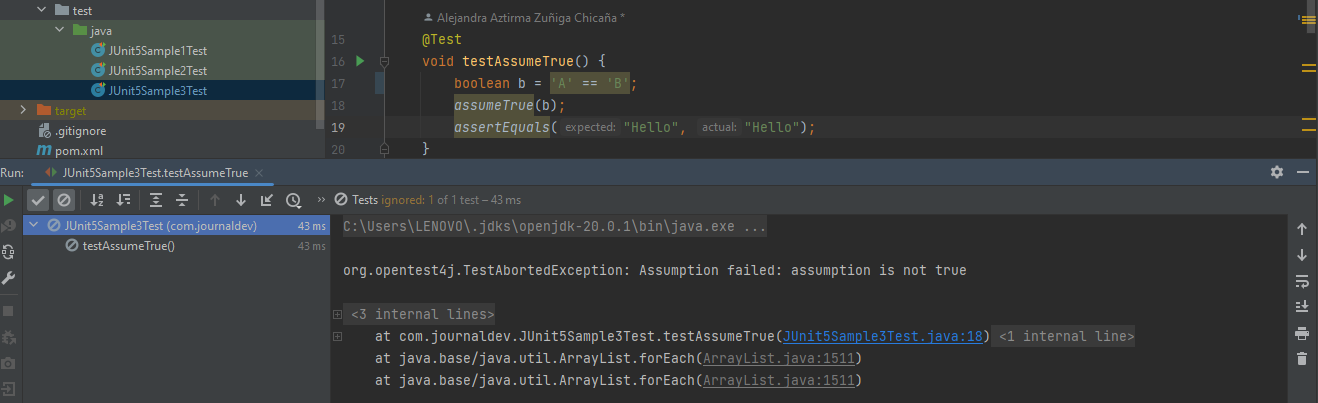 test
java
JUnit5Sample1Test
JUnit5Sample2Test
JUnit5Sample3Test
target
.gitignore
pom.xml
Alejandra Aztirma Zuñiga Chicaña *
15 @Test
16 void testAssumeTrue() {
17 boolean b = 'A' == 'B';
18 assumeTrue(b);
19 assertEquals( expected: "Hello", actual: "Hello");
20 }
Run: JUnit5Sample3Test.testAssumeTrue ×
» Tests ignored: 1 of 1 test – 43 ms
JUnit5Sample3Test (com.journaldev) 43 ms
testAssumeTrue() 43 ms
C:\Users\LENOVO\.jdks\openjdk-20.0.1\bin\java.exe ...
org.opentest4j.TestAbortedException: Assumption failed: assumption is not true
<3 internal lines>
at com.journaldev.JUnit5Sample3Test.testAssumeTrue(JUnit5Sample3Test.java:18) <1 internal line>
at java.base/java.util.ArrayList.forEach(ArrayList.java:1511)
at java.base/java.util.ArrayList.forEach(ArrayList.java:1511)